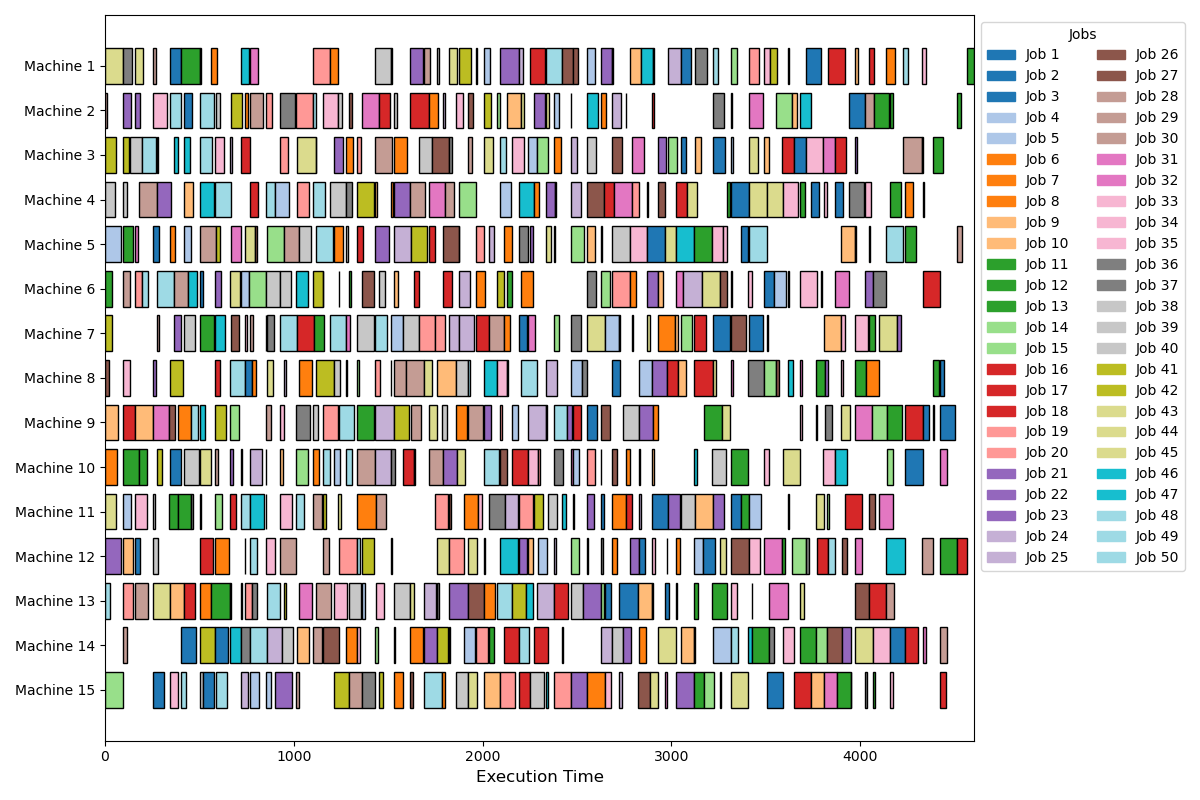 Machine 1
Machine 2
Machine 3
Machine 4
Machine 5
Machine 6
Machine 7
Machine 8
Machine 9
Machine 10
Machine 11
Machine 12
Machine 13
Machine 14
Machine 15
0 1000 2000 3000 4000
Execution Time
Jobs
Job 1 Job 26
Job 2 Job 27
Job 3 Job 28
Job 4 Job 29
Job 5 Job 30
Job 6 Job 31
Job 7 Job 32
Job 8 Job 33
Job 9 Job 34
Job 10 Job 35
Job 11 Job 36
Job 12 Job 37
Job 13 Job 38
Job 14 Job 39
Job 15 Job 40
Job 16 Job 41
Job 17 Job 42
Job 18 Job 43
Job 19 Job 44
Job 20 Job 45
Job 21 Job 46
Job 22 Job 47
Job 23 Job 48
Job 24 Job 49
Job 25 Job 50